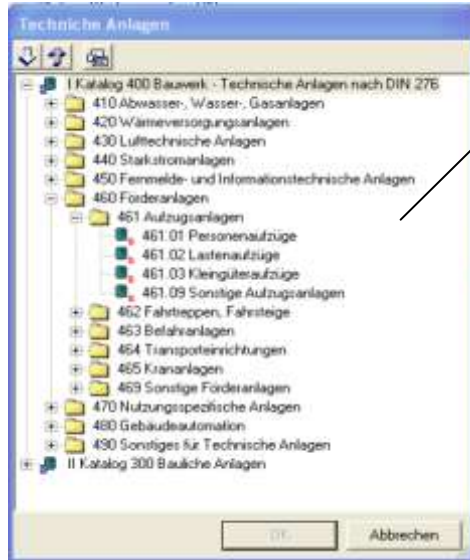 Techniche Anlagen
I Katalog 400 Bauwerk - Technische Anlagen nach DIN 276
410 Abwasser-, Wasser-, Gasanlagen
420 Wärmeversorgungsanlagen
430 Lufttechnische Anlagen
440 Starkstromanlagen
450 Fernmelde- und Informationstechnische Anlagen
460 Förderanlagen
461 Aufzugsanlagen
461.01 Personenaufzüge
461.02 Lastenaufzüge
461.03 Kleingüteraufzüge
461.09 Sonstige Aufzugsanlagen
462 Fahrtreppen, Fahrsteige
463 Befahranlagen
464 Transporteinrichtungen
465 Krananlagen
469 Sonstige Förderanlagen
470 Nutzungsspezifische Anlagen
480 Gebäudeautomation
490 Sonstiges für Technische Anlagen
II Katalog 300 Bauliche Anlagen
OK Abbrechen